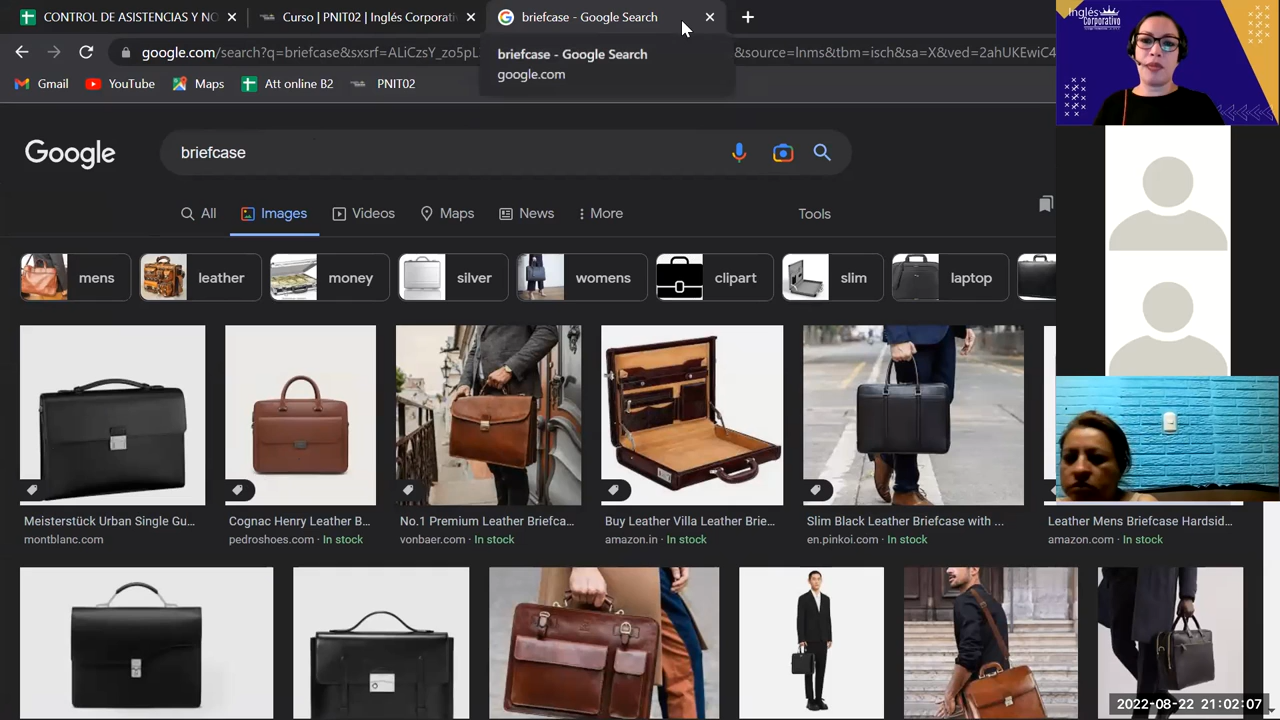 CONTROL DE ASISTENCIAS Y NO
Curso | PNIT02 | Corporati
briefcase - Google Search
google.com/search?q=briefcase&sxsrf=ALiCzs
&source=lnms&tbm=isch&sa=X&ved=2ahUKEwiC4
briefcase - Google Search
google.com
Gmail
YouTube
Maps
Att online B2
PNIT02
Inglés
Corporativo
Google
briefcase
All
Images
Videos
Maps
News
More
Tools
mens
leather
money
silver
womens
clipart
slim
laptop
Meisterstück Urban Single Gu...
montblanc.com
Cognac Henry Leather B...
pedroshoes.com · In stock
No.1 Premium Leather Briefca...
vonbaer.com · In stock
Buy Leather Villa Leather Brie...
amazon.in · In stock
Slim Black Leather Briefcase with ...
en.pinkoi.com · In stock
Leather Mens Briefcase Hardsid...
amazon.com · In stock
2022-08-22 21:02:07